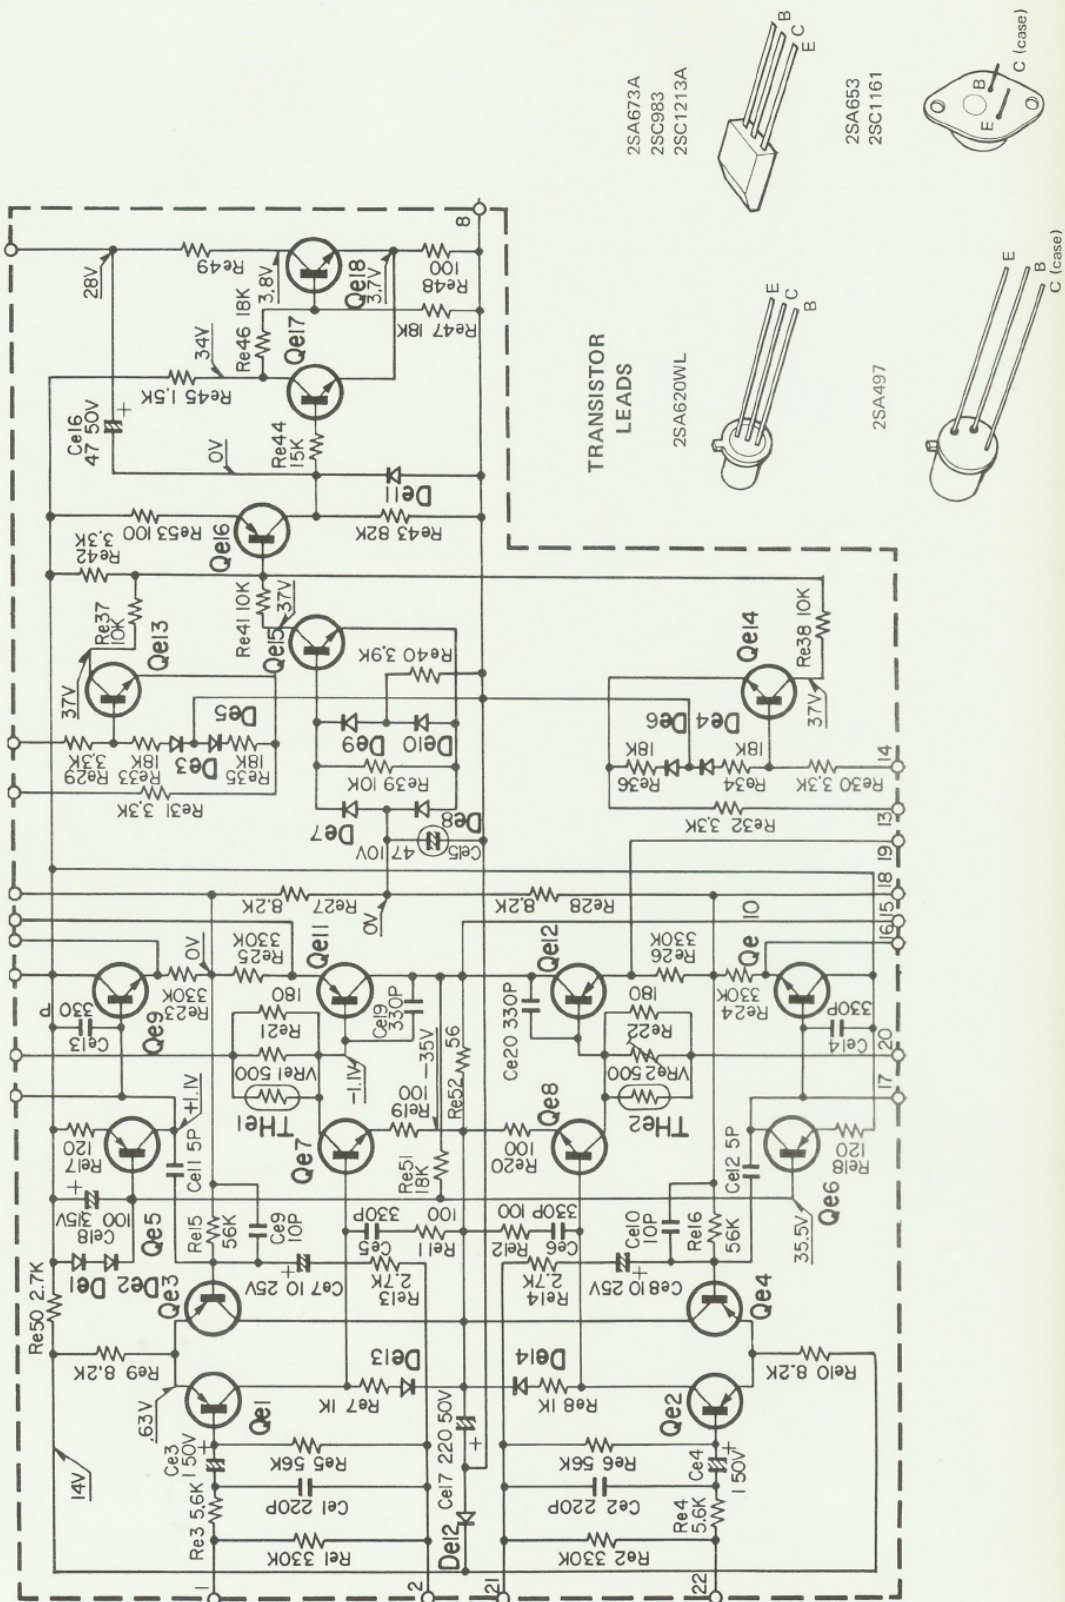 2SA673A
2SC983
2SC1213A
B
C
E
2SA653
2SC1161
B
E
C (case)
TRANSISTOR
LEADS
2SA620WL
E
C
B
2SA497
E
B
C (case)
28V
Re49
3.8V
Qe18
3.7V
Re48
100
8
Ce16
47 50V
+
34V
Re45 1.5K
Re46 18K
Qe17
Re47 18K
0V
Re44
15K
De11
Re53 100
Qe16
Re43 82K
3.3K
Re42
Re37
10K
Re41 10K
37V
Qe15
Re40 3.9K
37V
Qe13
De5
De9
De10
Re39 10K
De7
De8
Ce15
47 10V
3.3K
Re29
18K
Re33
De3
18K
Re35
Re31
3.3K
Re38 10K
Qe14
37V
De6
De4
18K
Re36
18K
Re34
Re30 3.3K
Re32 3.3K
14
13
19
18
15
16
20
17
8.2K
Re27
0V
8.2K
Re28
330
P
Ce13
Qe9
330K
Re23
0V
330K
Re25
Qe11
180
Re21
VRe1 500
THe1
Ce19
330P
-1.1V
-35V
Re52 56
Ce20 330P
Qe12
330K
Re26
180
Re22
VRe2 500
THe2
Qe 10
330K
Re24
330P
Ce14
120
Re17
+1.1V
Ce11 5P
Qe5
Qe7
100
Re19
Re51
18K
100
Re20
Qe8
Ce12 5P
120
Re18
Qe6
35.5V
+
3.15V
100
Ce18
De1
De2
Re15
56K
Ce9
10P
Ce5
330P
Re11
100
Re12 100
Ce6
330P
Ce10
10P
Re16
56K
Re50 2.7K
Qe3
+
Ce7 10 25V
2.7K
Re13
2.7K
Re14
+
Ce8 10 25V
Qe4
8.2K
Re9
.63V
Qe1
Re7 1K
De13
De14
Re8 1K
Qe2
Re10 8.2K
14V
Ce3
1 50V
+
Re5 56K
Ce17 220 50V
+
Re6 56K
Ce4
1 50V
+
Re3 5.6K
Ce1 220P
De12
Ce2 220P
Re4
5.6K
Re1 330K
Re2 330K
1
2
21
22